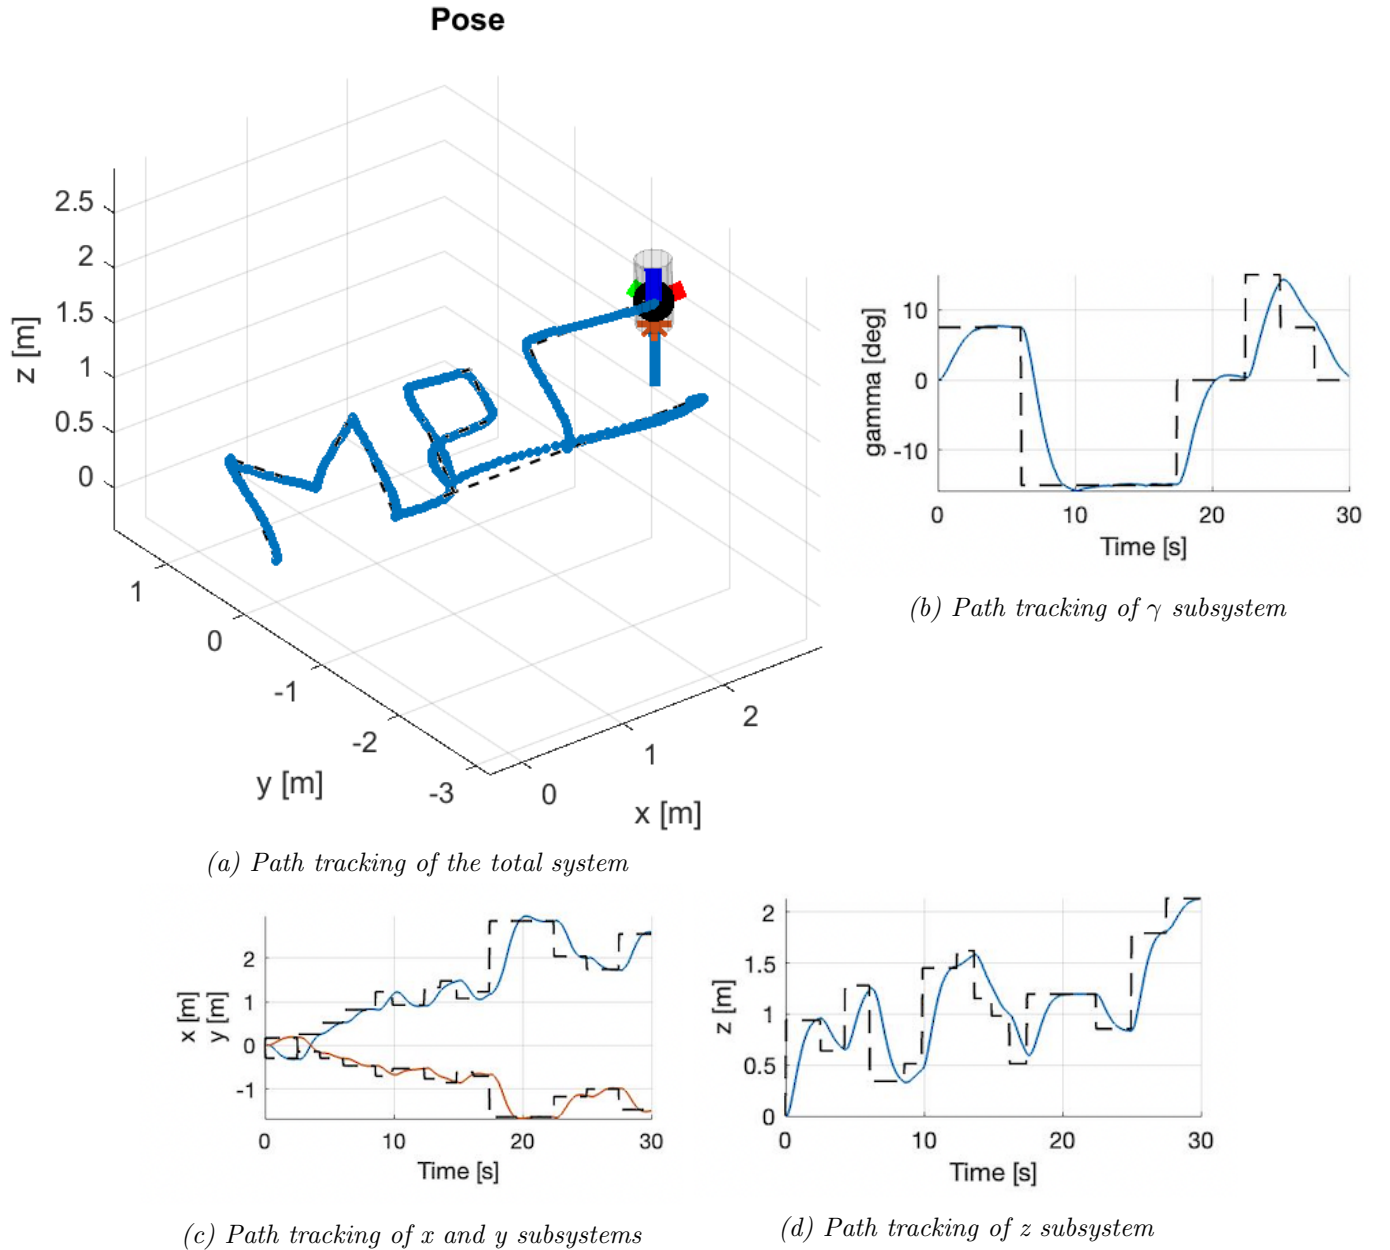 Pose
2.5
2
1.5
1
0.5
0
z [m]
1
0
-1
-2
-3
y [m]
0
1
2
x [m]
MPC
(a) Path tracking of the total system
10
0
-10
gamma [deg]
0
10
20
30
Time [s]
(b) Path tracking of γ subsystem
2
1
0
-1
x [m]
y [m]
0
10
20
30
Time [s]
(c) Path tracking of x and y subsystems
2
1.5
1
0.5
0
z [m]
0
10
20
30
Time [s]
(d) Path tracking of z subsystem